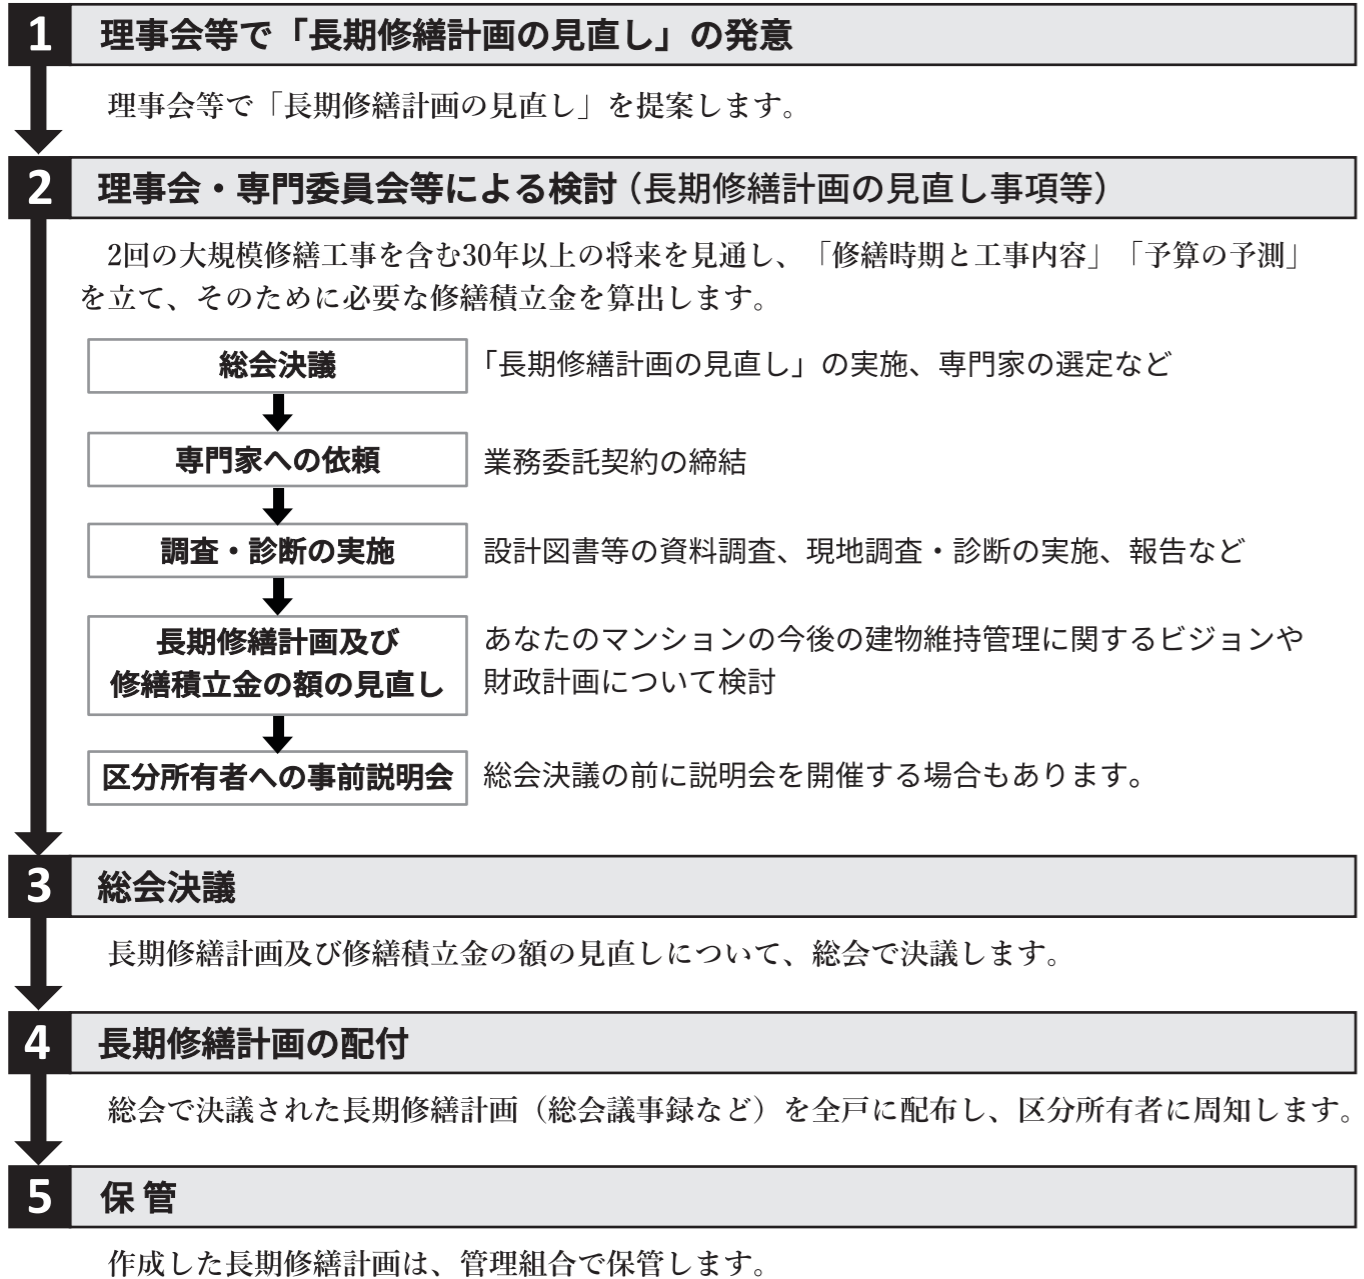 1 理事会等で「長期修繕計画の見直し」の発意
理事会等で「長期修繕計画の見直し」を提案します。
2 理事会・専門委員会等による検討（長期修繕計画の見直し事項等）
2回の大規模修繕工事を含む30年以上の将来を見通し、「修繕時期と工事内容」「予算の予測」
を立て、そのために必要な修繕積立金を算出します。
総会決議 「長期修繕計画の見直し」の実施、専門家の選定など
専門家への依頼 業務委託契約の締結
調査・診断の実施 設計図書等の資料調査、現地調査・診断の実施、報告など
長期修繕計画及び
修繕積立金の額の見直し
あなたのマンションの今後の建物維持管理に関するビジョンや
財政計画について検討
区分所有者への事前説明会 総会決議の前に説明会を開催する場合もあります。
3 総会決議
長期修繕計画及び修繕積立金の額の見直しについて、総会で決議します。
4 長期修繕計画の配付
総会で決議された長期修繕計画（総会議事録など）を全戸に配布し、区分所有者に周知します。
5 保 管
作成した長期修繕計画は、管理組合で保管します。